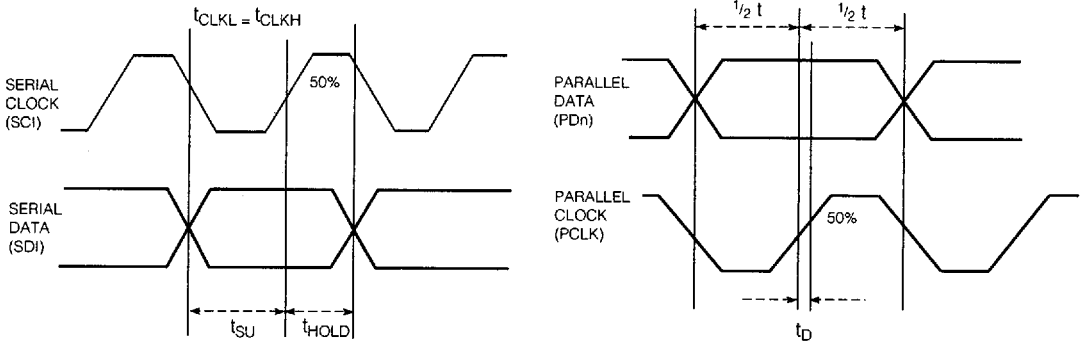 tCLKL = tCLKH
SERIAL
CLOCK
(SCI)
50%
SERIAL
DATA
(SDI)
tSU
tHOLD
1/2 t
1/2 t
PARALLEL
DATA
(PDn)
PARALLEL
CLOCK
(PCLK)
50%
tD